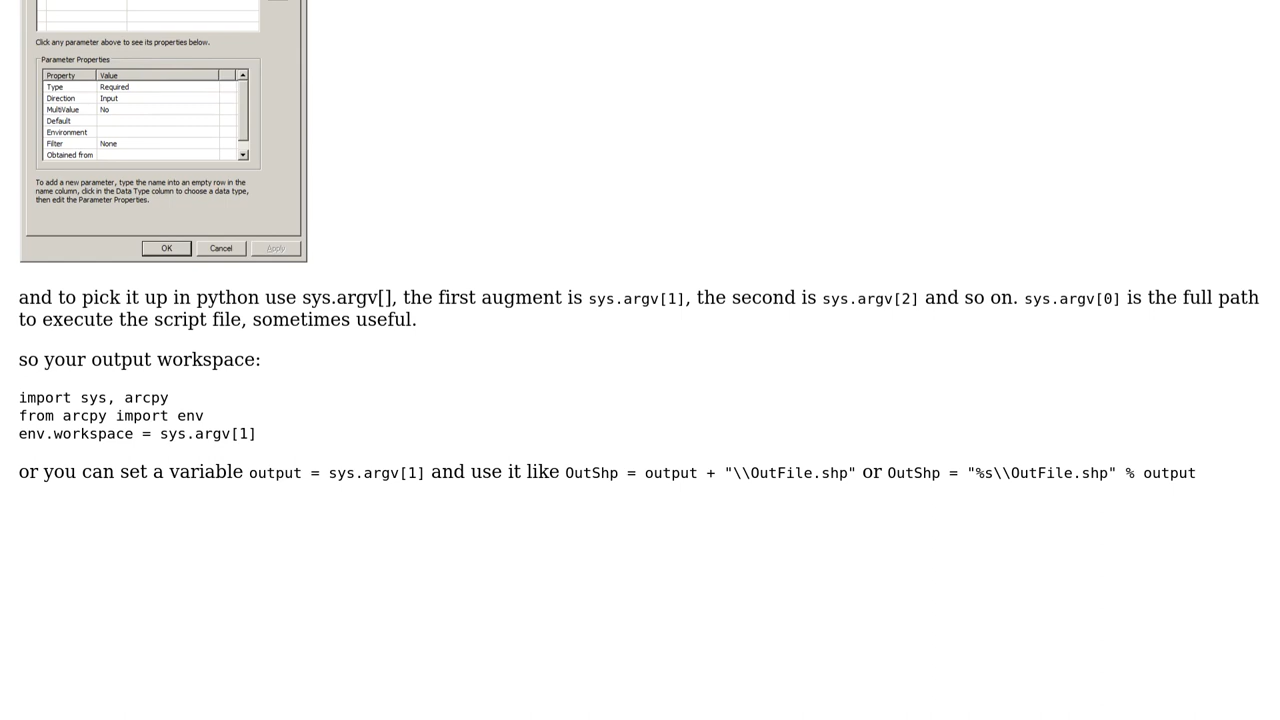 Click any parameter above to see its properties below.
Parameter Properties
Property Value
Type Required
Direction Input
MultiValue No
Default
Environment
Filter None
Obtained from
To add a new parameter, type the name into an empty row in the
name column, click in the Data Type column to choose a data type,
then edit the Parameter Properties.
OK Cancel Apply
and to pick it up in python use sys.argv[], the first augment is sys.argv[1], the second is sys.argv[2] and so on. sys.argv[0] is the full path
to execute the script file, sometimes useful.
so your output workspace:
import sys, arcpy
from arcpy import env
env.workspace = sys.argv[1]
or you can set a variable output = sys.argv[1] and use it like OutShp = output + "\\OutFile.shp" or OutShp = "%s\\OutFile.shp" % output